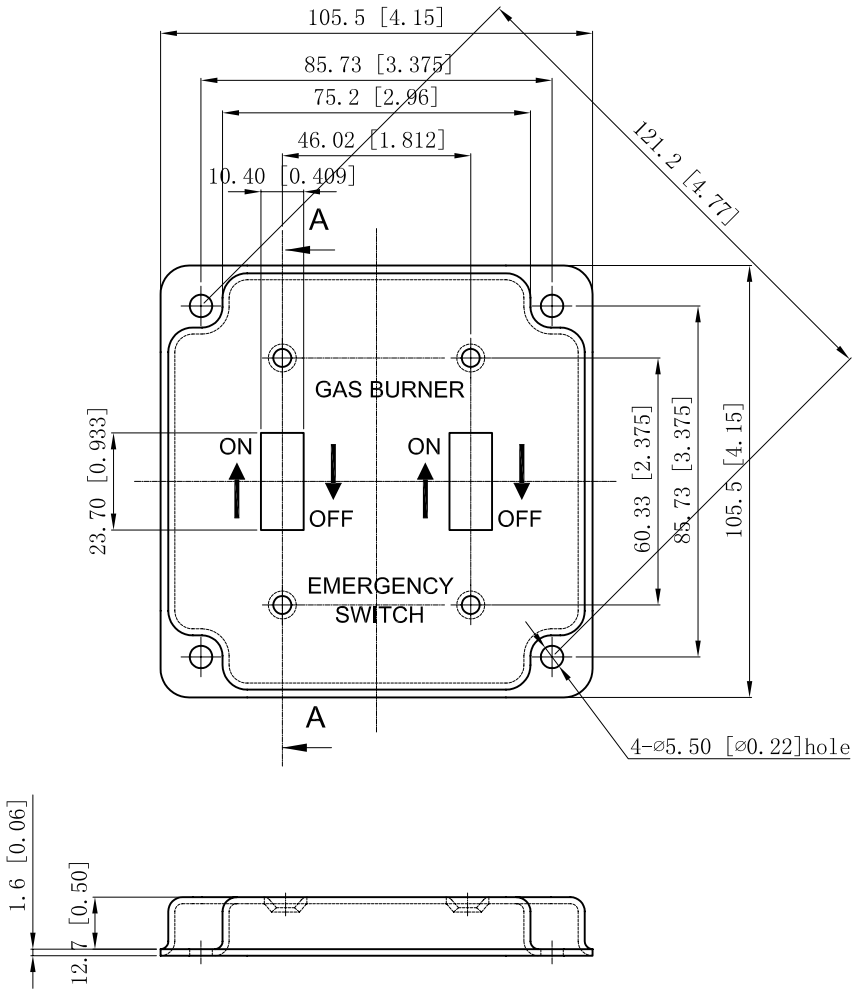 105.5 [4.15]
85.73 [3.375]
75.2 [2.96]
46.02 [1.812]
10.40 [0.409]
121.2 [4.77]
A
GAS BURNER
ON
OFF
ON
OFF
23.70 [0.933]
60.33 [2.375]
85.73 [3.375]
105.5 [4.15]
EMERGENCY
SWITCH
A
4-⌀5.50 [⌀0.22]hole
1.6 [0.06]
12.7 [0.50]